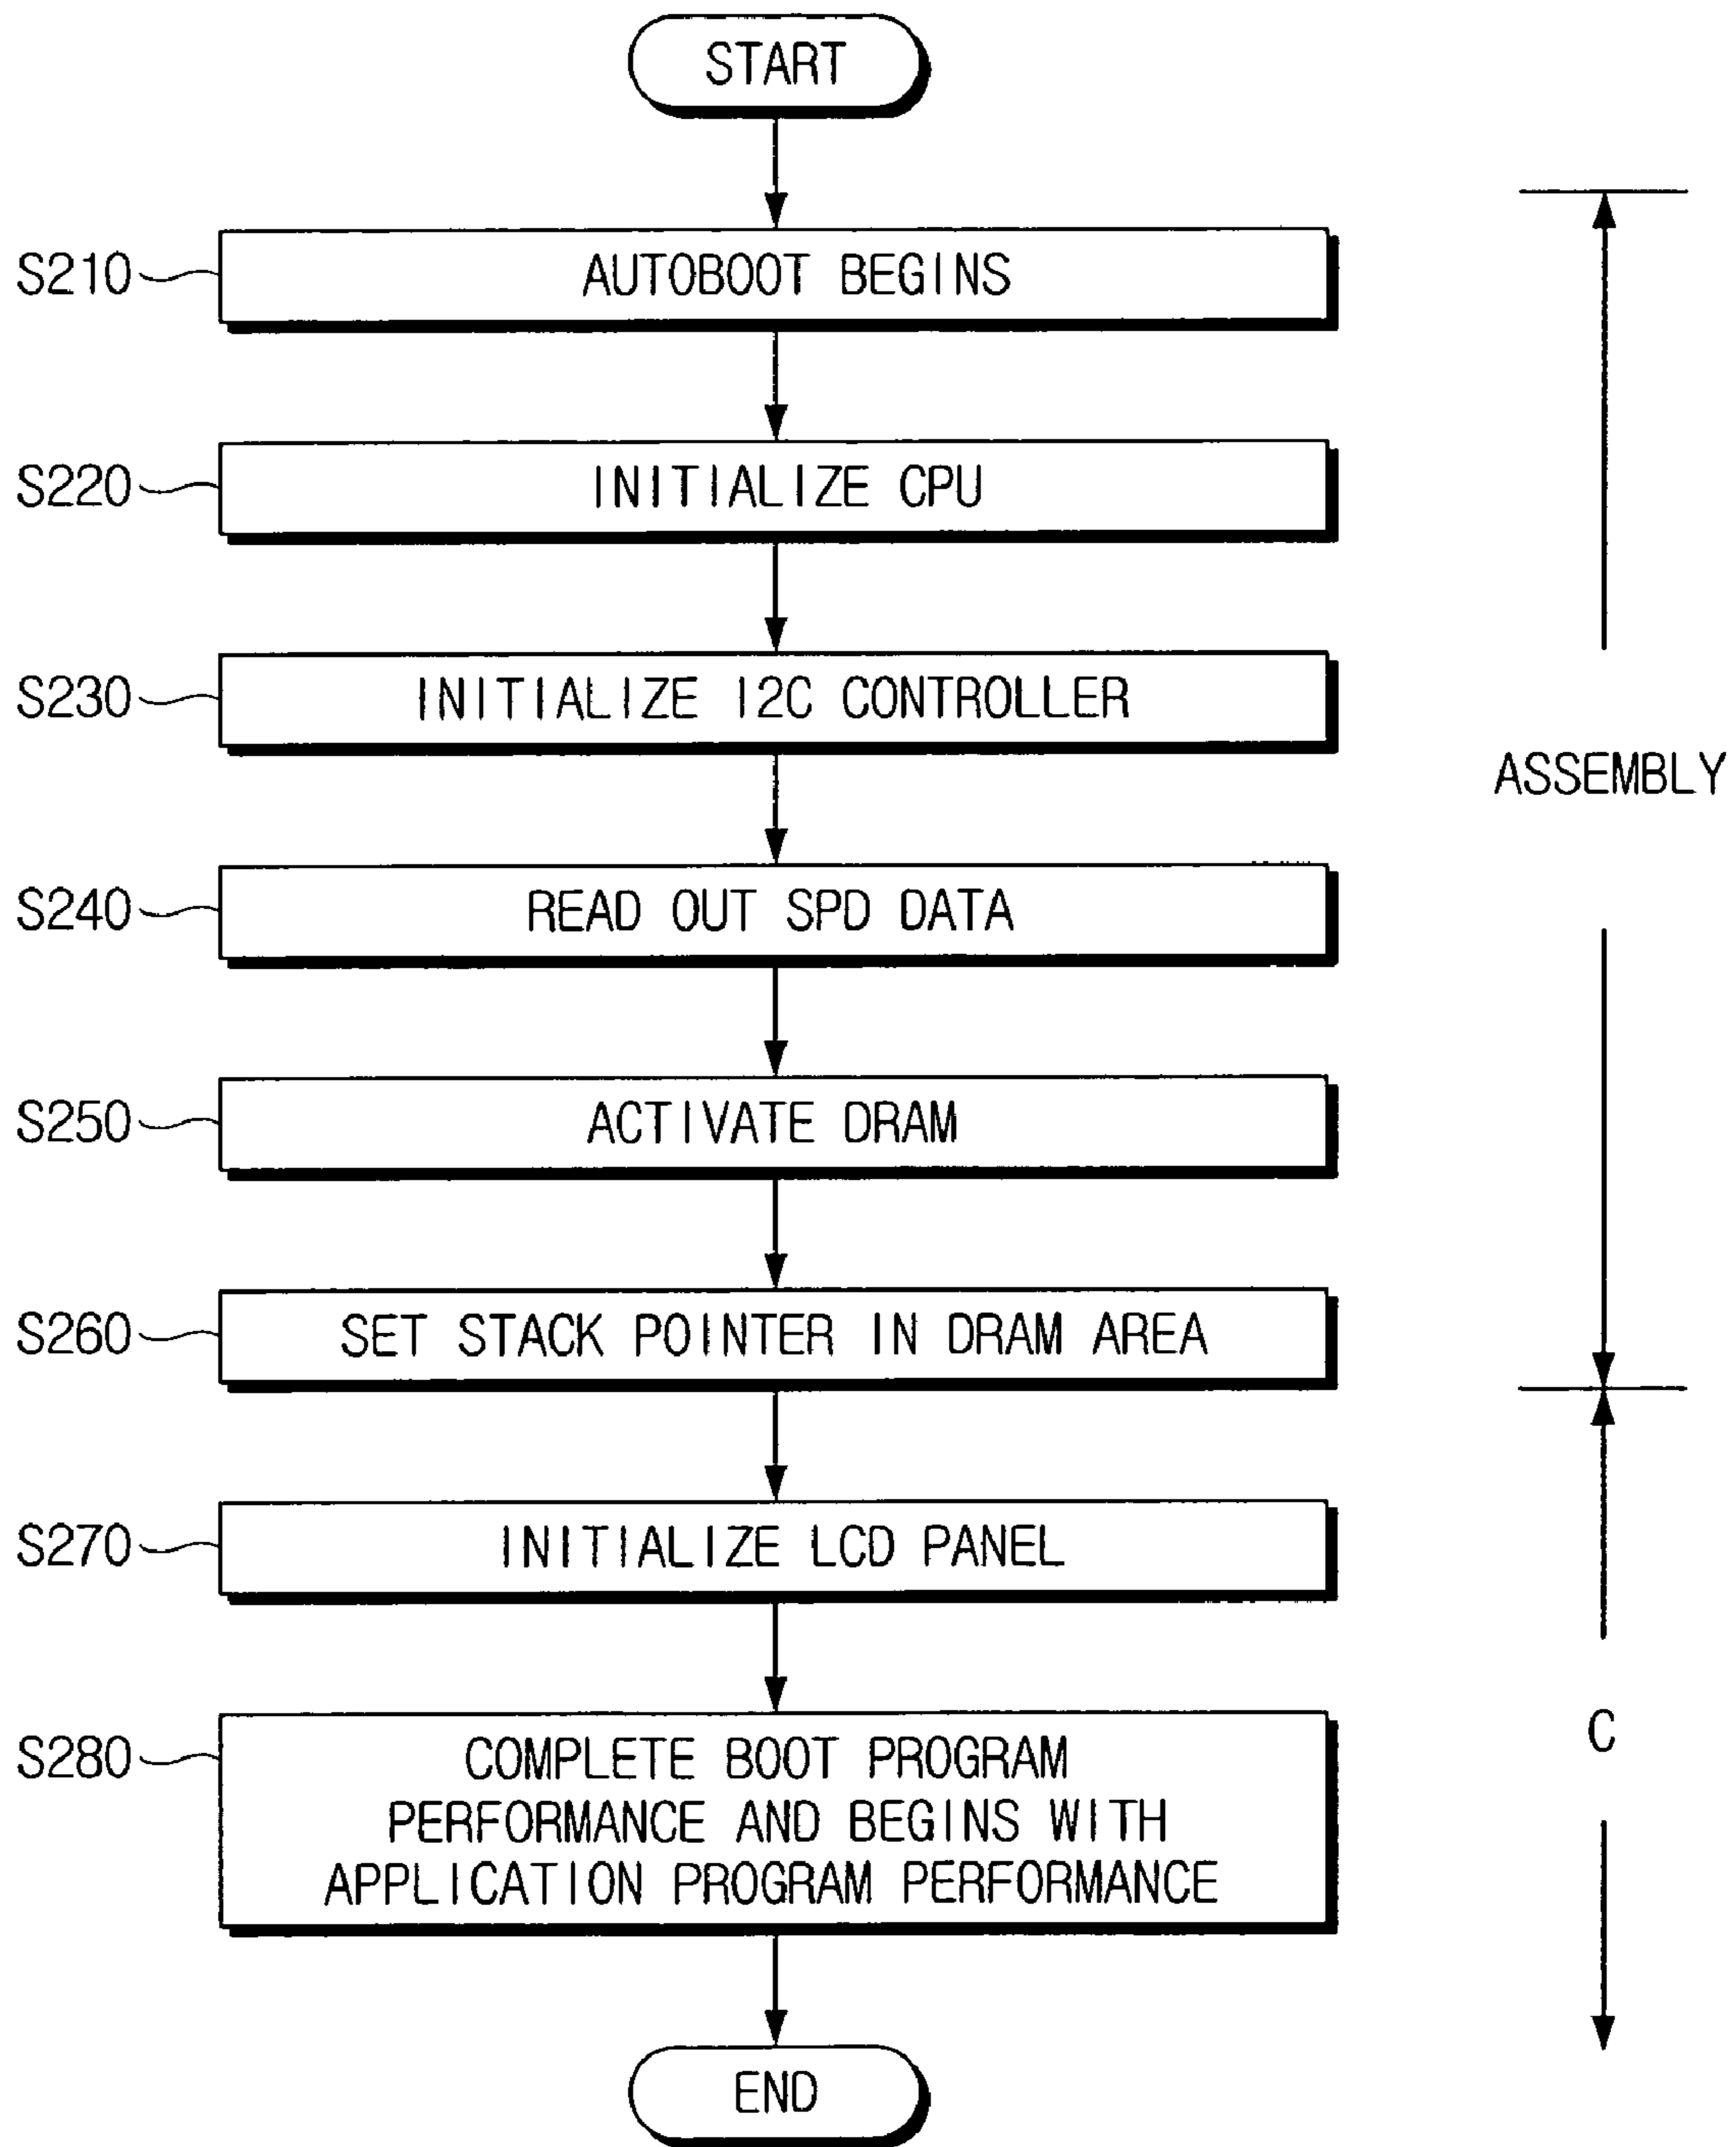 START
S210
AUTOBOOT BEGINS
S220
INITIALIZE CPU
S230
INITIALIZE I2C CONTROLLER
ASSEMBLY
S240
READ OUT SPD DATA
S250
ACTIVATE DRAM
S260
SET STACK POINTER IN DRAM AREA
S270
INITIALIZE LCD PANEL
S280
COMPLETE BOOT PROGRAM
PERFORMANCE AND BEGINS WITH
APPLICATION PROGRAM PERFORMANCE
C
END